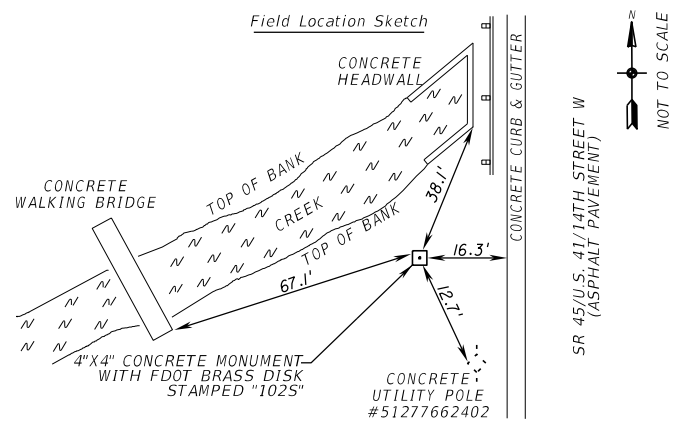 Field Location Sketch
N
NOT TO SCALE
CONCRETE
HEADWALL
CONCRETE CURB & GUTTER
SR 45/U.S. 41/14TH STREET W
(ASPHALT PAVEMENT)
TOP OF BANK
CREEK
TOP OF BANK
CONCRETE
WALKING BRIDGE
38.1'
16.3'
67.1'
12.7'
4"X4" CONCRETE MONUMENT
WITH FDOT BRASS DISK
STAMPED "102S"
CONCRETE
UTILITY POLE
#51277662402